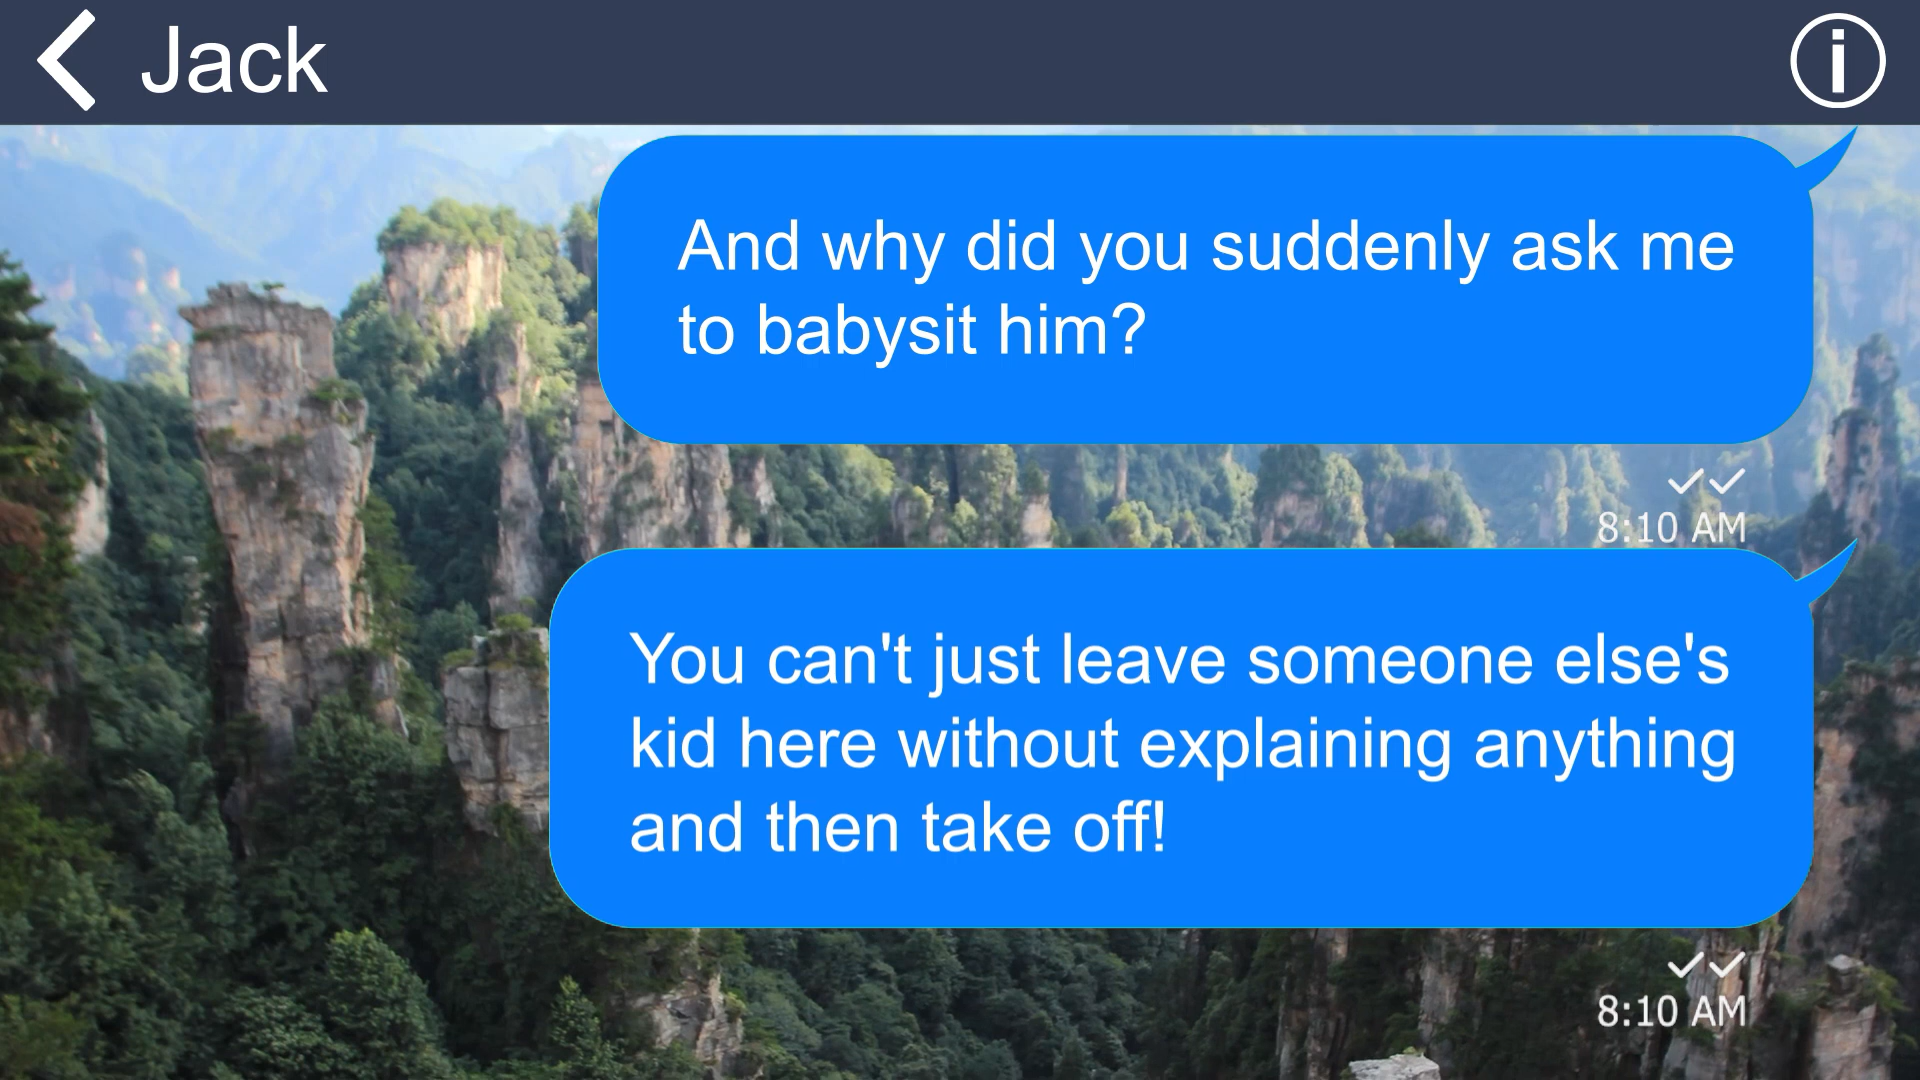 Jack
And why did you suddenly ask me
to babysit him?
8:10 AM
You can't just leave someone else's
kid here without explaining anything
and then take off!
8:10 AM